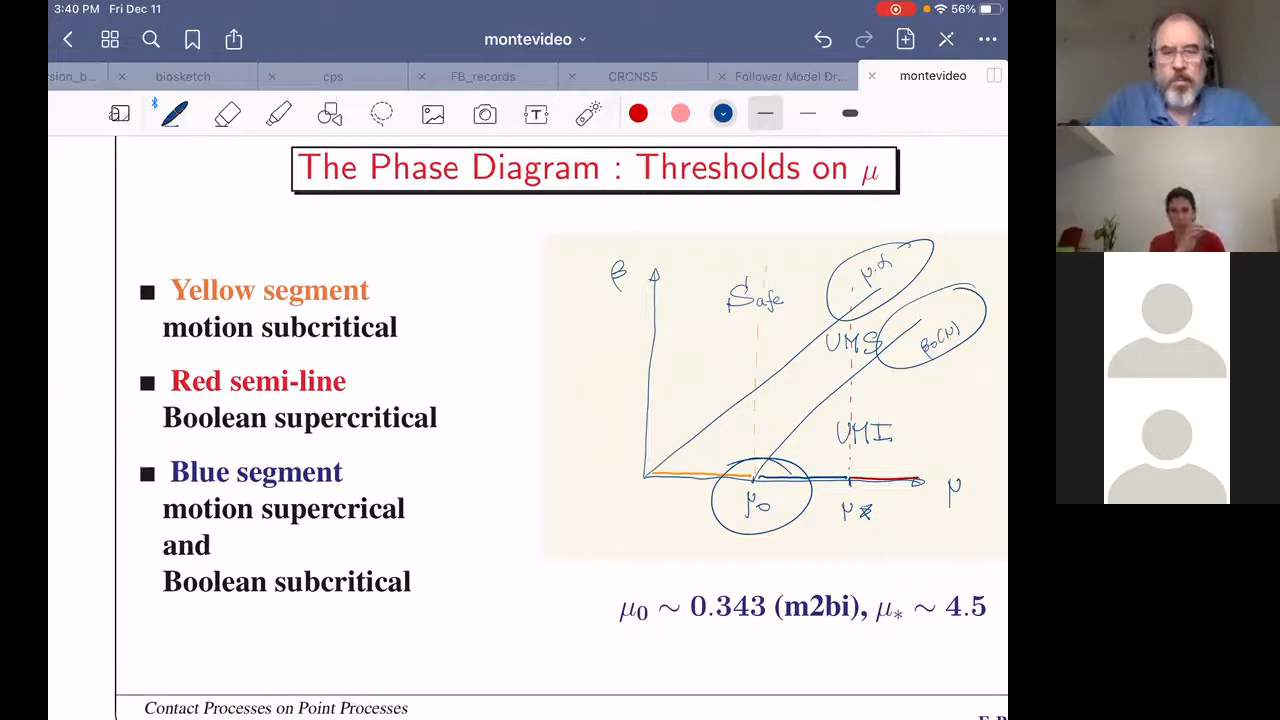 3:40 PM Fri Dec 11
56%
montevideo
rsion_b...
biosketch
cps
FB_records
CRCNS5
Follower Model Dr...
montevideo
The Phase Diagram : Thresholds on μ
■ Yellow segment
motion subcritical
■ Red semi-line
Boolean supercritical
■ Blue segment
motion supercrical
and
Boolean subcritical
β
Safe
μ.α
UMS
β₀(μ)
UMI
μ₀
μ*
μ
μ₀ ∼ 0.343 (m2bi), μ∗ ∼ 4.5
Contact Processes on Point Processes